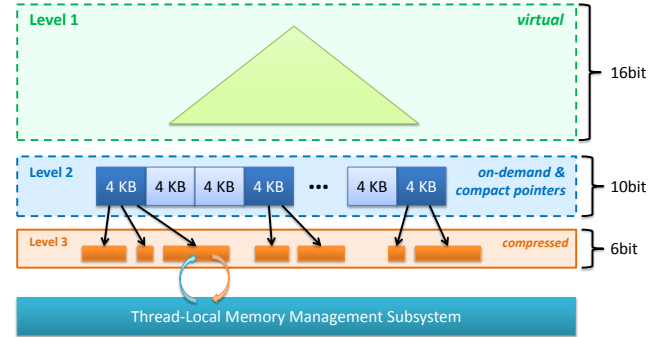 Level 1
virtual
16bit
Level 2
4 KB 4 KB 4 KB 4 KB ••• 4 KB 4 KB
on-demand &
compact pointers
10bit
Level 3
compressed
6bit
Thread-Local Memory Management Subsystem